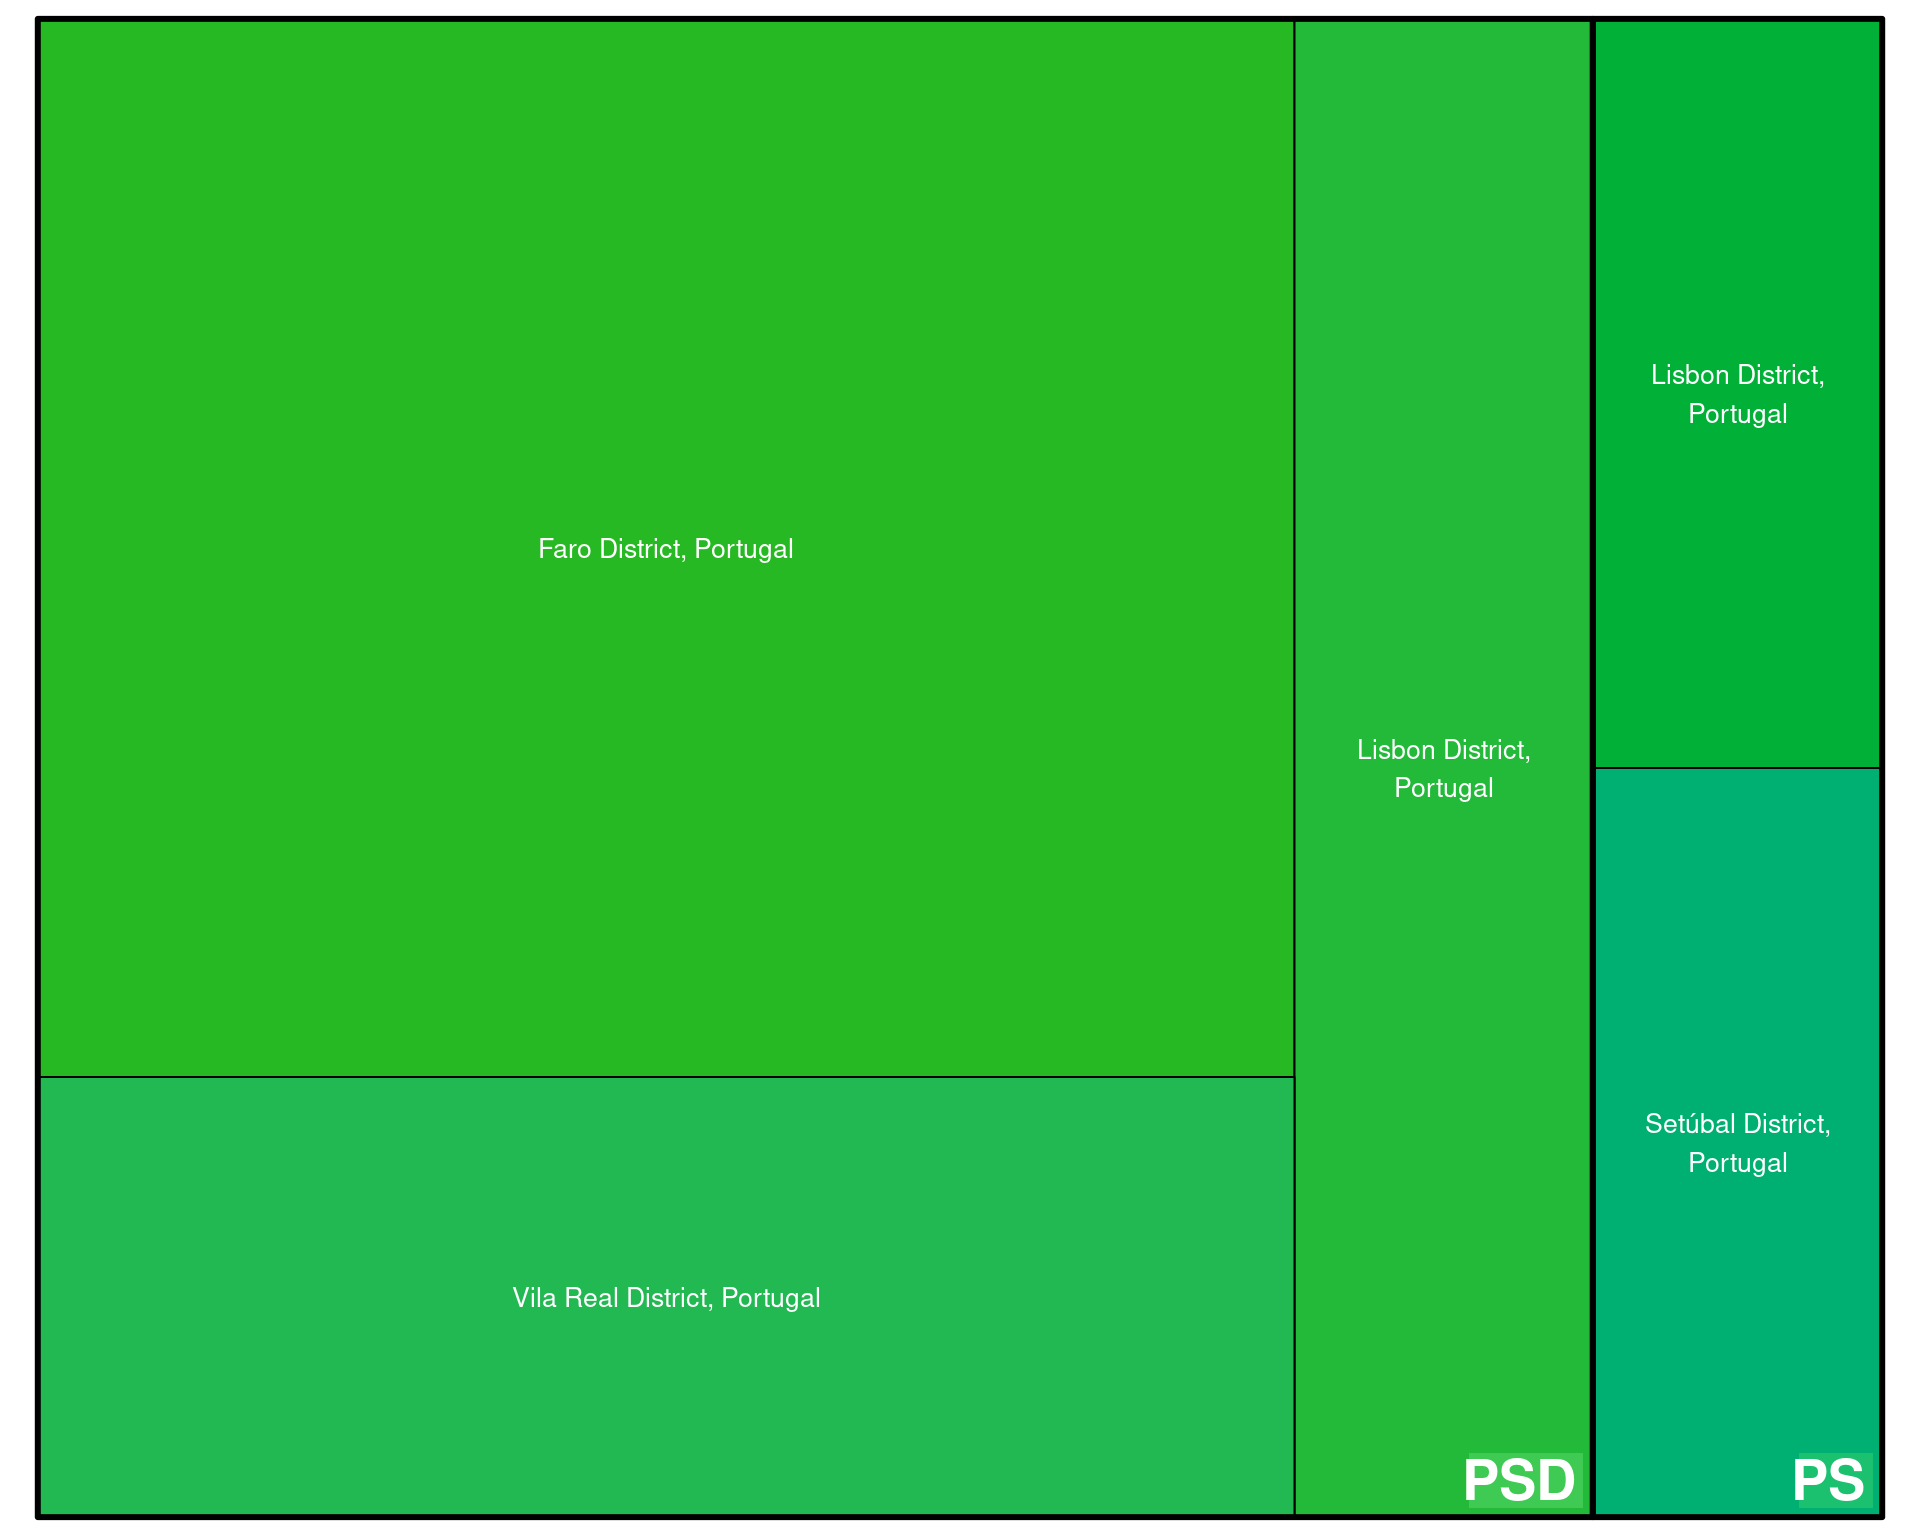 Faro District, Portugal
Vila Real District, Portugal
Lisbon District,
Portugal
PSD
Lisbon District,
Portugal
Setúbal District,
Portugal
PS